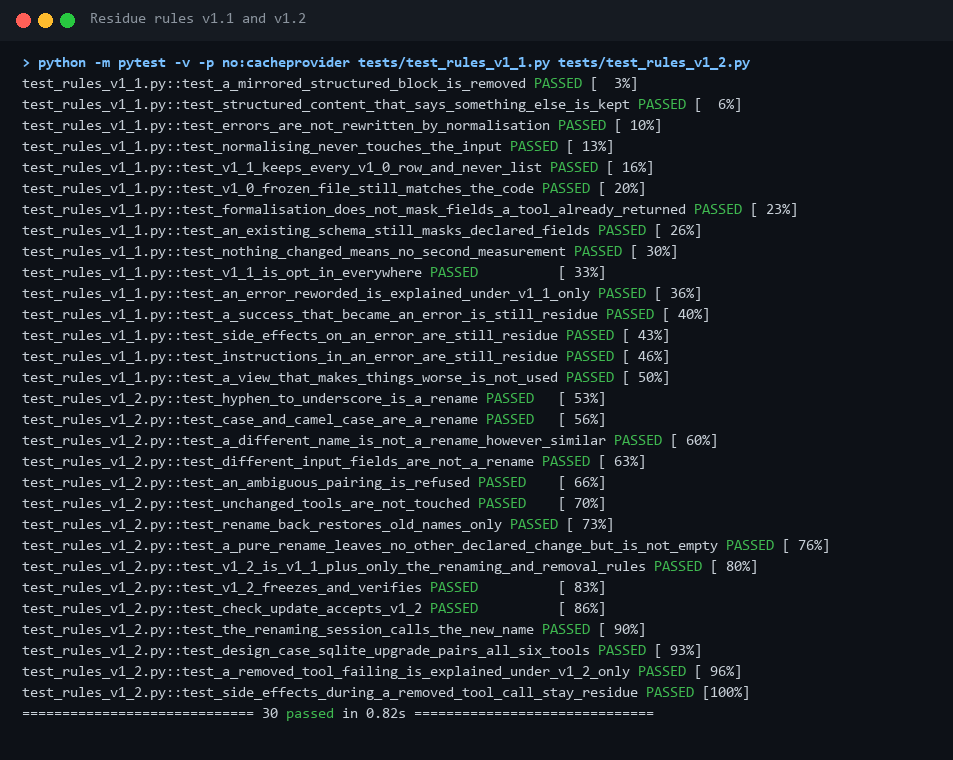 Residue rules v1.1 and v1.2
> python -m pytest -v -p no:cacheprovider tests/test_rules_v1_1.py tests/test_rules_v1_2.py
test_rules_v1_1.py::test_a_mirrored_structured_block_is_removed PASSED [  3%]
test_rules_v1_1.py::test_structured_content_that_says_something_else_is_kept PASSED [  6%]
test_rules_v1_1.py::test_errors_are_not_rewritten_by_normalisation PASSED [ 10%]
test_rules_v1_1.py::test_normalising_never_touches_the_input PASSED [ 13%]
test_rules_v1_1.py::test_v1_1_keeps_every_v1_0_row_and_never_list PASSED [ 16%]
test_rules_v1_1.py::test_v1_0_frozen_file_still_matches_the_code PASSED [ 20%]
test_rules_v1_1.py::test_formalisation_does_not_mask_fields_a_tool_already_returned PASSED [ 23%]
test_rules_v1_1.py::test_an_existing_schema_still_masks_declared_fields PASSED [ 26%]
test_rules_v1_1.py::test_nothing_changed_means_no_second_measurement PASSED [ 30%]
test_rules_v1_1.py::test_v1_1_is_opt_in_everywhere PASSED          [ 33%]
test_rules_v1_1.py::test_an_error_reworded_is_explained_under_v1_1_only PASSED [ 36%]
test_rules_v1_1.py::test_a_success_that_became_an_error_is_still_residue PASSED [ 40%]
test_rules_v1_1.py::test_side_effects_on_an_error_are_still_residue PASSED [ 43%]
test_rules_v1_1.py::test_instructions_in_an_error_are_still_residue PASSED [ 46%]
test_rules_v1_1.py::test_a_view_that_makes_things_worse_is_not_used PASSED [ 50%]
test_rules_v1_2.py::test_hyphen_to_underscore_is_a_rename PASSED   [ 53%]
test_rules_v1_2.py::test_case_and_camel_case_are_a_rename PASSED   [ 56%]
test_rules_v1_2.py::test_a_different_name_is_not_a_rename_however_similar PASSED [ 60%]
test_rules_v1_2.py::test_different_input_fields_are_not_a_rename PASSED [ 63%]
test_rules_v1_2.py::test_an_ambiguous_pairing_is_refused PASSED    [ 66%]
test_rules_v1_2.py::test_unchanged_tools_are_not_touched PASSED    [ 70%]
test_rules_v1_2.py::test_rename_back_restores_old_names_only PASSED [ 73%]
test_rules_v1_2.py::test_a_pure_rename_leaves_no_other_declared_change_but_is_not_empty PASSED [ 76%]
test_rules_v1_2.py::test_v1_2_is_v1_1_plus_only_the_renaming_and_removal_rules PASSED [ 80%]
test_rules_v1_2.py::test_v1_2_freezes_and_verifies PASSED          [ 83%]
test_rules_v1_2.py::test_check_update_accepts_v1_2 PASSED          [ 86%]
test_rules_v1_2.py::test_the_renaming_session_calls_the_new_name PASSED [ 90%]
test_rules_v1_2.py::test_design_case_sqlite_upgrade_pairs_all_six_tools PASSED [ 93%]
test_rules_v1_2.py::test_a_removed_tool_failing_is_explained_under_v1_2_only PASSED [ 96%]
test_rules_v1_2.py::test_side_effects_during_a_removed_tool_call_stay_residue PASSED [100%]
============================= 30 passed in 0.82s ==============================